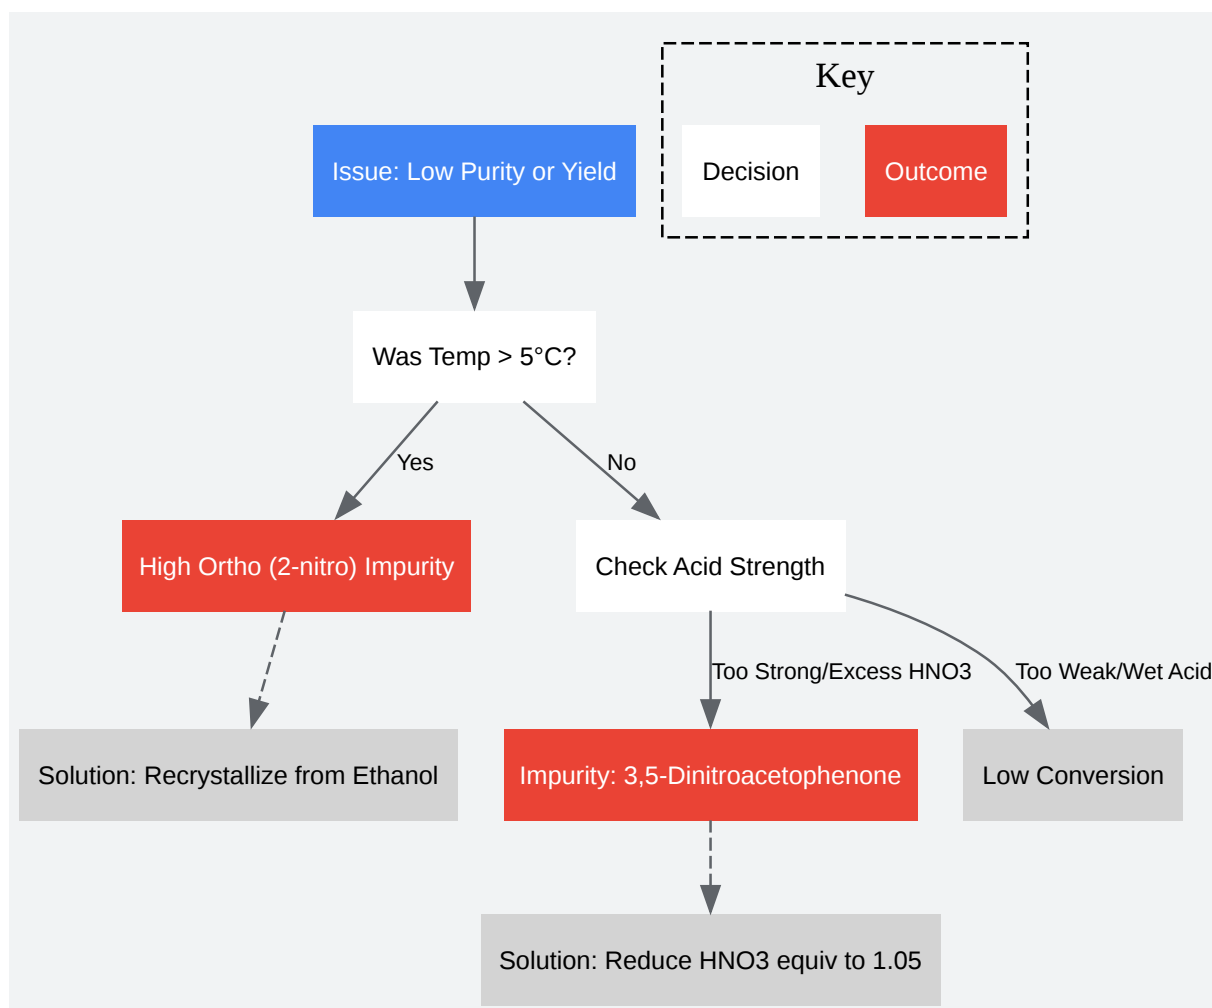 Key
Issue: Low Purity or Yield
Decision
Outcome
Was Temp > 5°C?
Yes
No
High Ortho (2-nitro) Impurity
Check Acid Strength
Too Strong/Excess HNO3
Too Weak/Wet Acid
Solution: Recrystallize from Ethanol
Impurity: 3,5-Dinitroacetophenone
Low Conversion
Solution: Reduce HNO3 equiv to 1.05